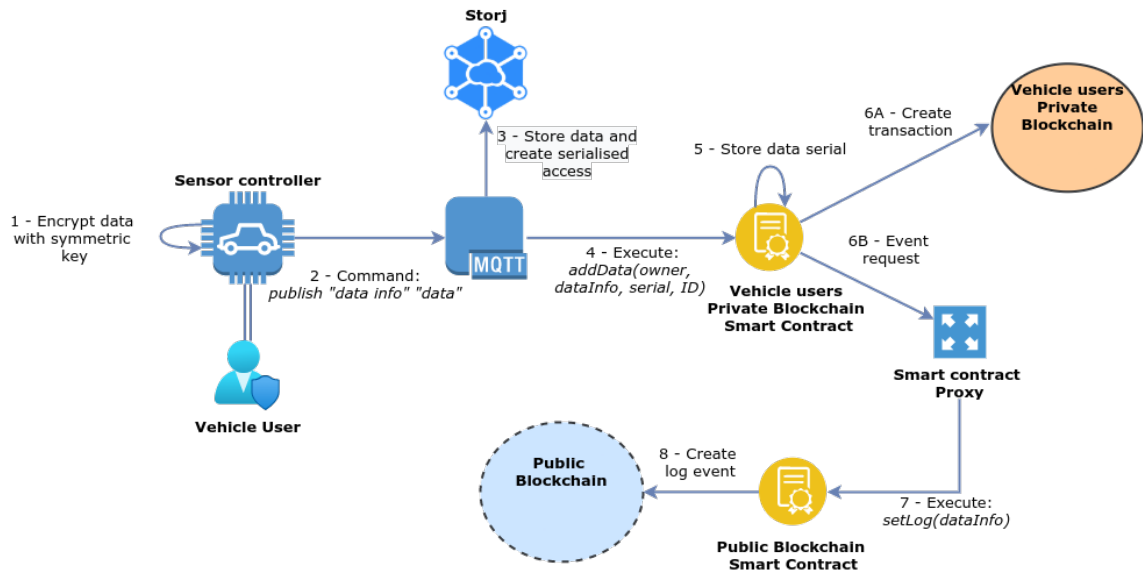 Storj
Vehicle users
Private
Blockchain
6A - Create
transaction
3 - Store data and
create serialised
access
5 - Store data serial
Sensor controller
1 - Encrypt data
with symmetric
key
MQTT
2 - Command:
publish "data info" "data"
4 - Execute:
addData(owner,
dataInfo, serial, ID)
6B - Event
request
Vehicle users
Private Blockchain
Smart Contract
Smart contract
Proxy
Vehicle User
Public
Blockchain
8 - Create
log event
7 - Execute:
setLog(dataInfo)
Public Blockchain
Smart Contract